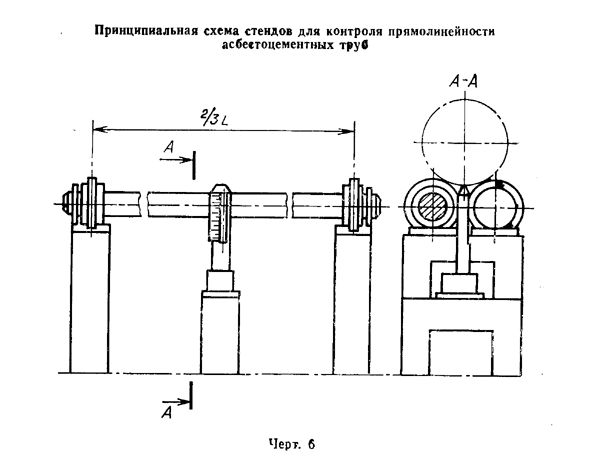 Принципиальная схема стендов для контроля прямолинейности
асбестоцементных труб
А-А
2/3 L
А
А
Черт. 6